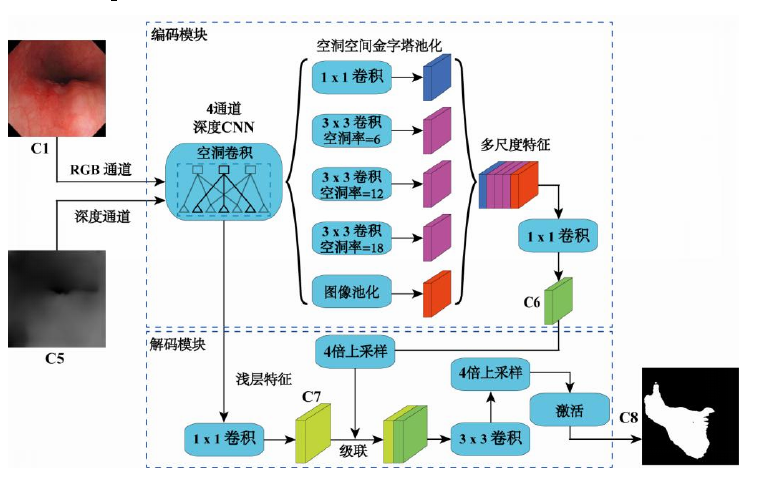 编码模块
空洞空间金字塔池化
1 x 1 卷积
4通道
深度CNN
3 x 3 卷积
空洞率=6
C1
空洞卷积
多尺度特征
RGB 通道
3 x 3 卷积
空洞率=12
深度通道
3 x 3 卷积
空洞率=18
1 x 1 卷积
图像池化
C6
C5
解码模块
4倍上采样
浅层特征
C7
4倍上采样
激活
C8
1 x 1 卷积
级联
3 x 3 卷积